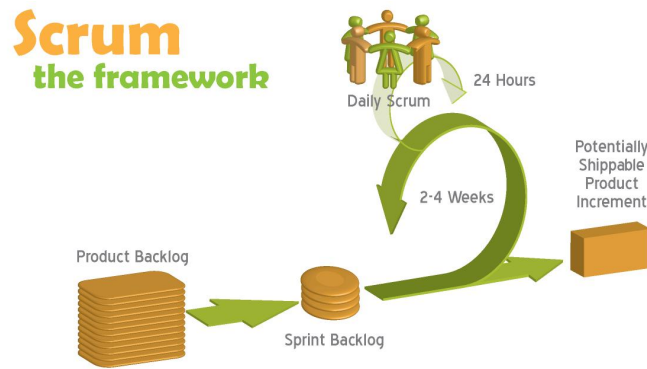 Scrum
the framework
24 Hours
Daily Scrum
Potentially
Shippable
Product
Increment
2-4 Weeks
Product Backlog
Sprint Backlog